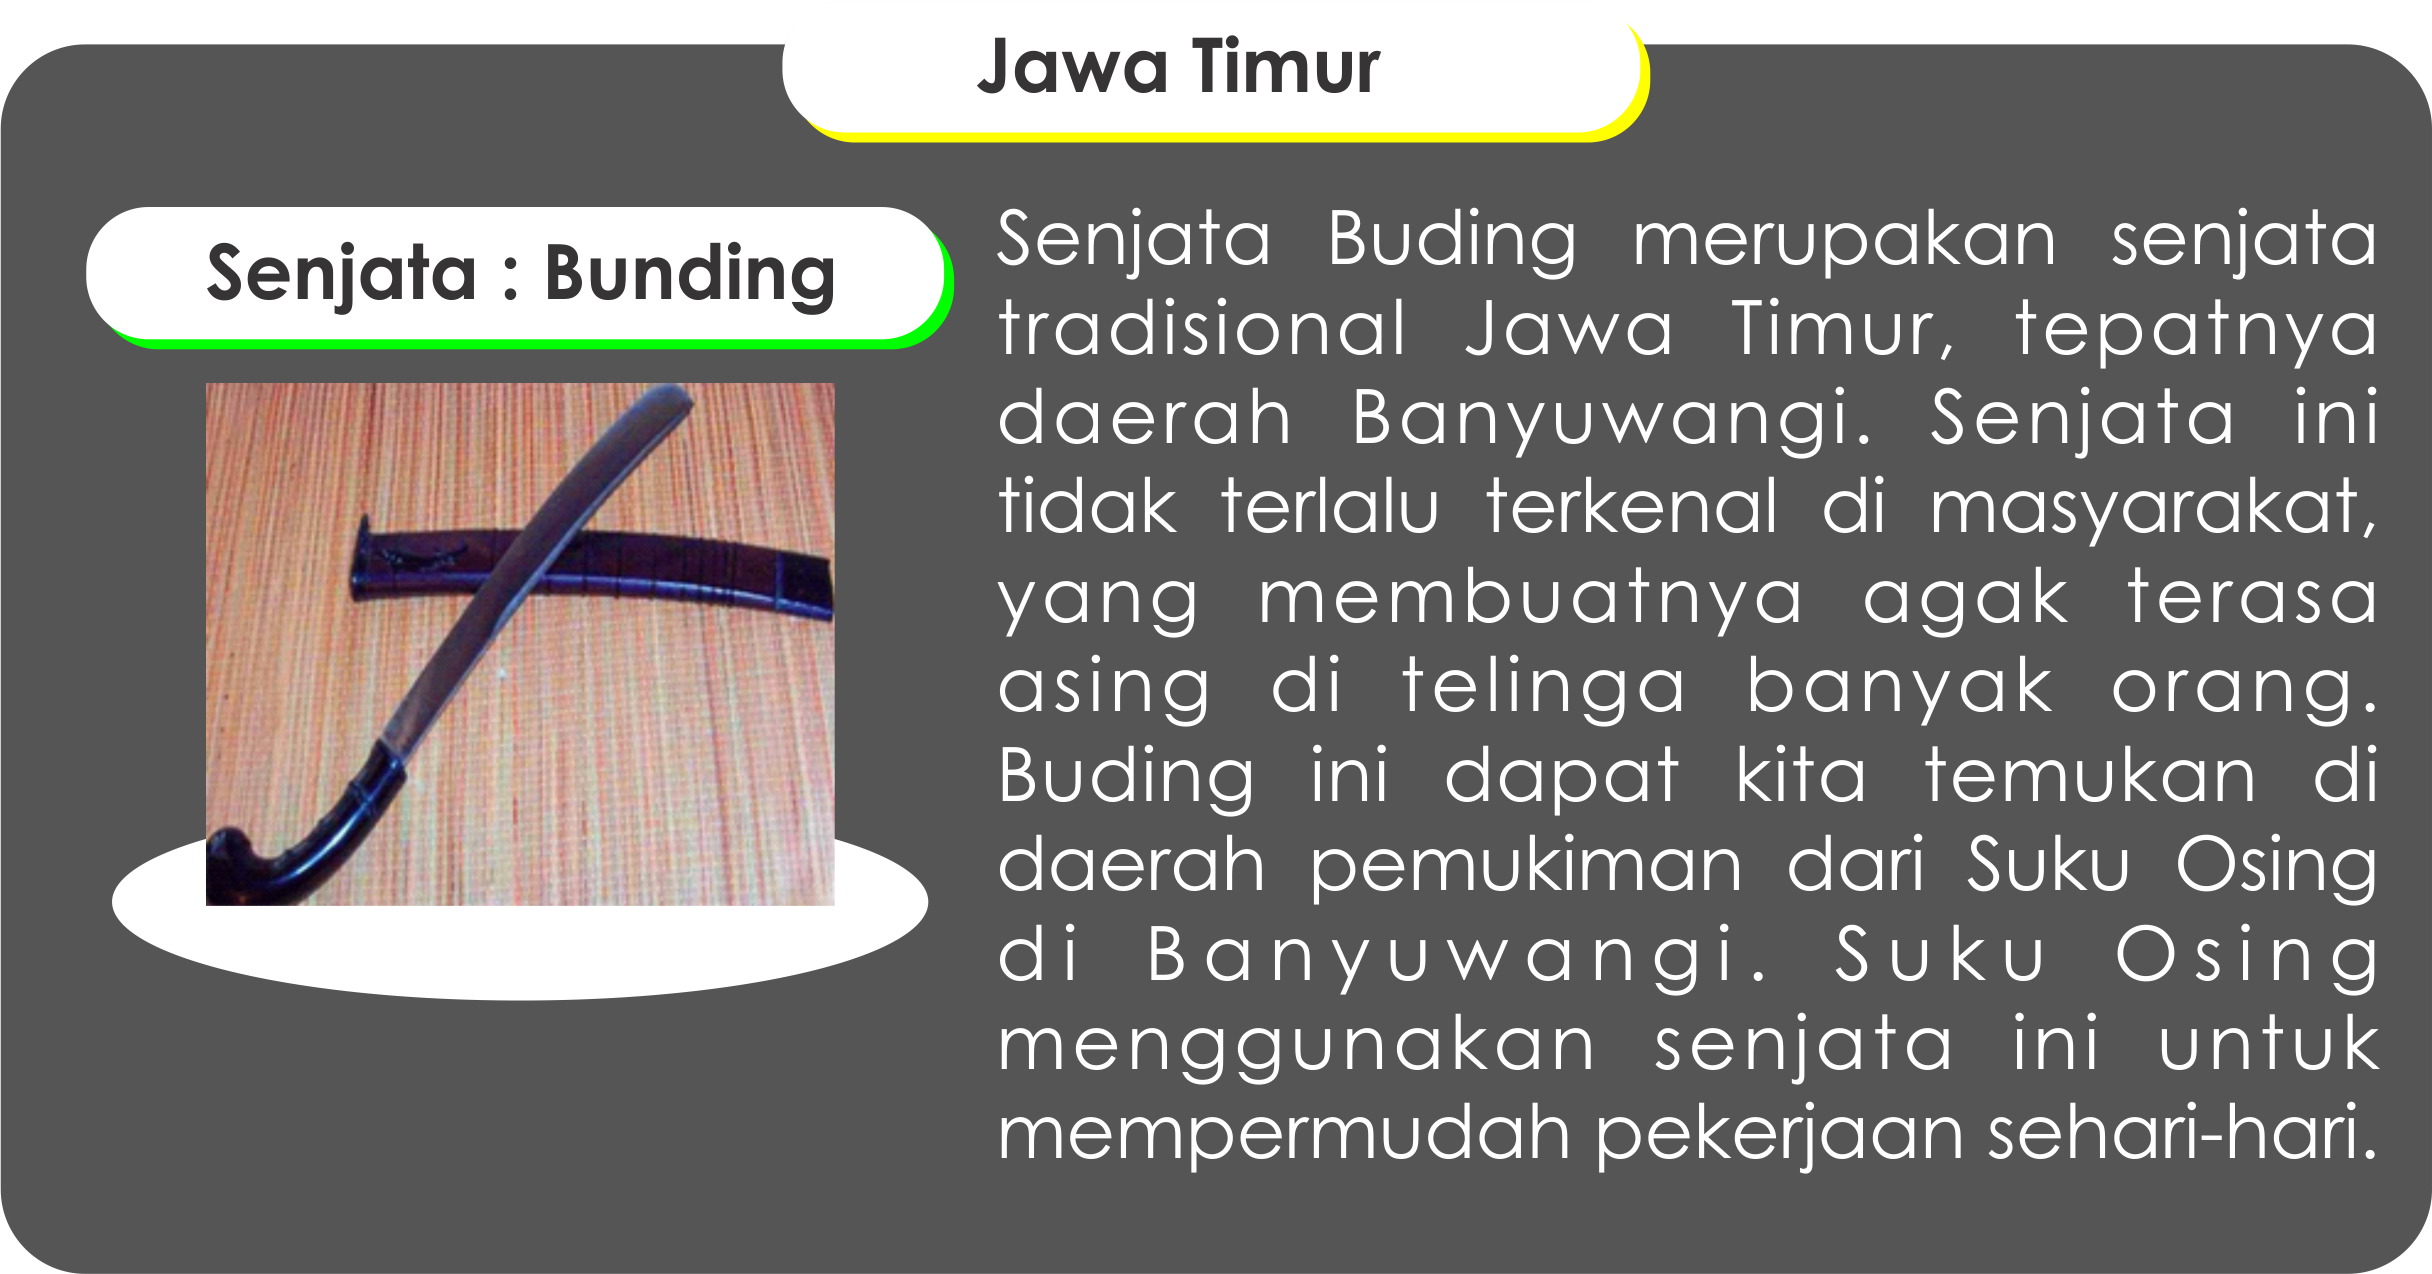 Jawa Timur
Senjata : Bunding
Senjata Buding merupakan senjata
tradisional Jawa Timur, tepatnya
daerah Banyuwangi. Senjata ini
tidak terlalu terkenal di masyarakat,
yang membuatnya agak terasa
asing di telinga banyak orang.
Buding ini dapat kita temukan di
daerah pemukiman dari Suku Osing
di Banyuwangi. Suku Osing
menggunakan senjata ini untuk
mempermudah pekerjaan sehari-hari.